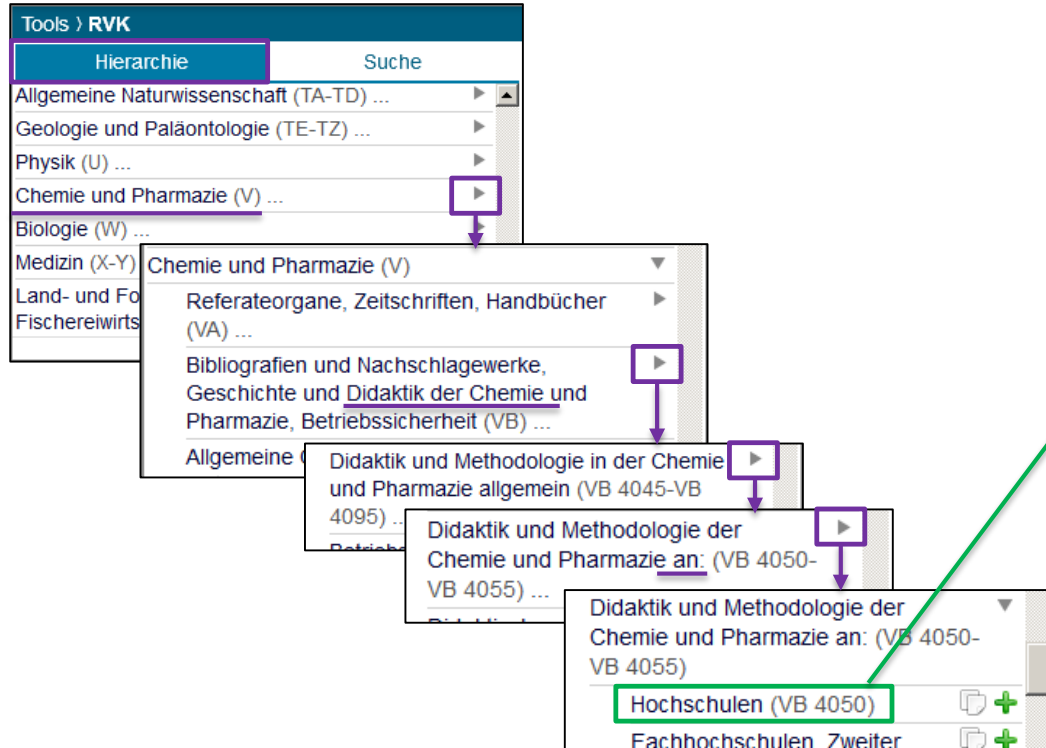 Tools › RVK
Hierarchie
Suche
Allgemeine Naturwissenschaft (TA-TD) ...
Geologie und Paläontologie (TE-TZ) ...
Physik (U) ...
Chemie und Pharmazie (V) ...
Biologie (W) ...
Medizin (X-Y)
Land- und Fo
Fischereiwirts
Chemie und Pharmazie (V)
Referateorgane, Zeitschriften, Handbücher
(VA) ...
Bibliografien und Nachschlagewerke,
Geschichte und Didaktik der Chemie und
Pharmazie, Betriebssicherheit (VB) ...
Allgemeine
Didaktik und Methodologie in der Chemie
und Pharmazie allgemein (VB 4045-VB
4095) ..
Didaktik und Methodologie der
Chemie und Pharmazie an: (VB 4050-
VB 4055) ...
Didaktik und Methodologie der
Chemie und Pharmazie an: (VB 4050-
VB 4055)
Hochschulen (VB 4050)
Fachhochschulen, Zweiter